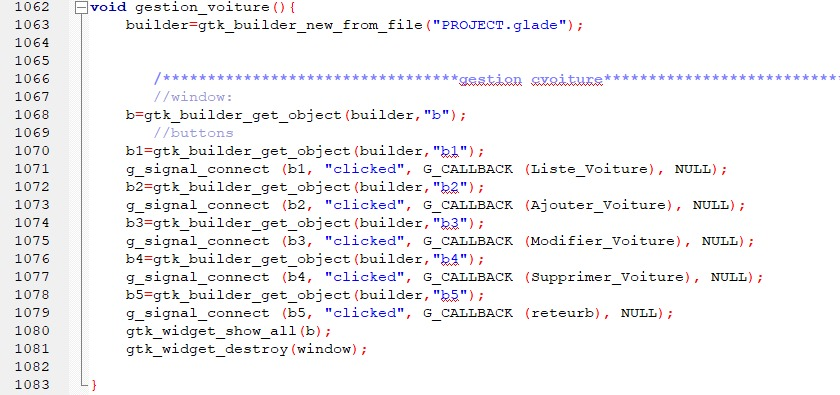 1062 void gestion_voiture(){
1063 builder=gtk_builder_new_from_file("PROJECT.glade");
1064
1065
1066 /*********************************gestion cvoiture**************************
1067 //window:
1068 b=gtk_builder_get_object(builder,"b");
1069 //buttons
1070 b1=gtk_builder_get_object(builder,"b1");
1071 g_signal_connect (b1, "clicked", G_CALLBACK (Liste_Voiture), NULL);
1072 b2=gtk_builder_get_object(builder,"b2");
1073 g_signal_connect (b2, "clicked", G_CALLBACK (Ajouter_Voiture), NULL);
1074 b3=gtk_builder_get_object(builder,"b3");
1075 g_signal_connect (b3, "clicked", G_CALLBACK (Modifier_Voiture), NULL);
1076 b4=gtk_builder_get_object(builder,"b4");
1077 g_signal_connect (b4, "clicked", G_CALLBACK (Supprimer_Voiture), NULL);
1078 b5=gtk_builder_get_object(builder,"b5");
1079 g_signal_connect (b5, "clicked", G_CALLBACK (reteurb), NULL);
1080 gtk_widget_show_all(b);
1081 gtk_widget_destroy(window);
1082
1083 }